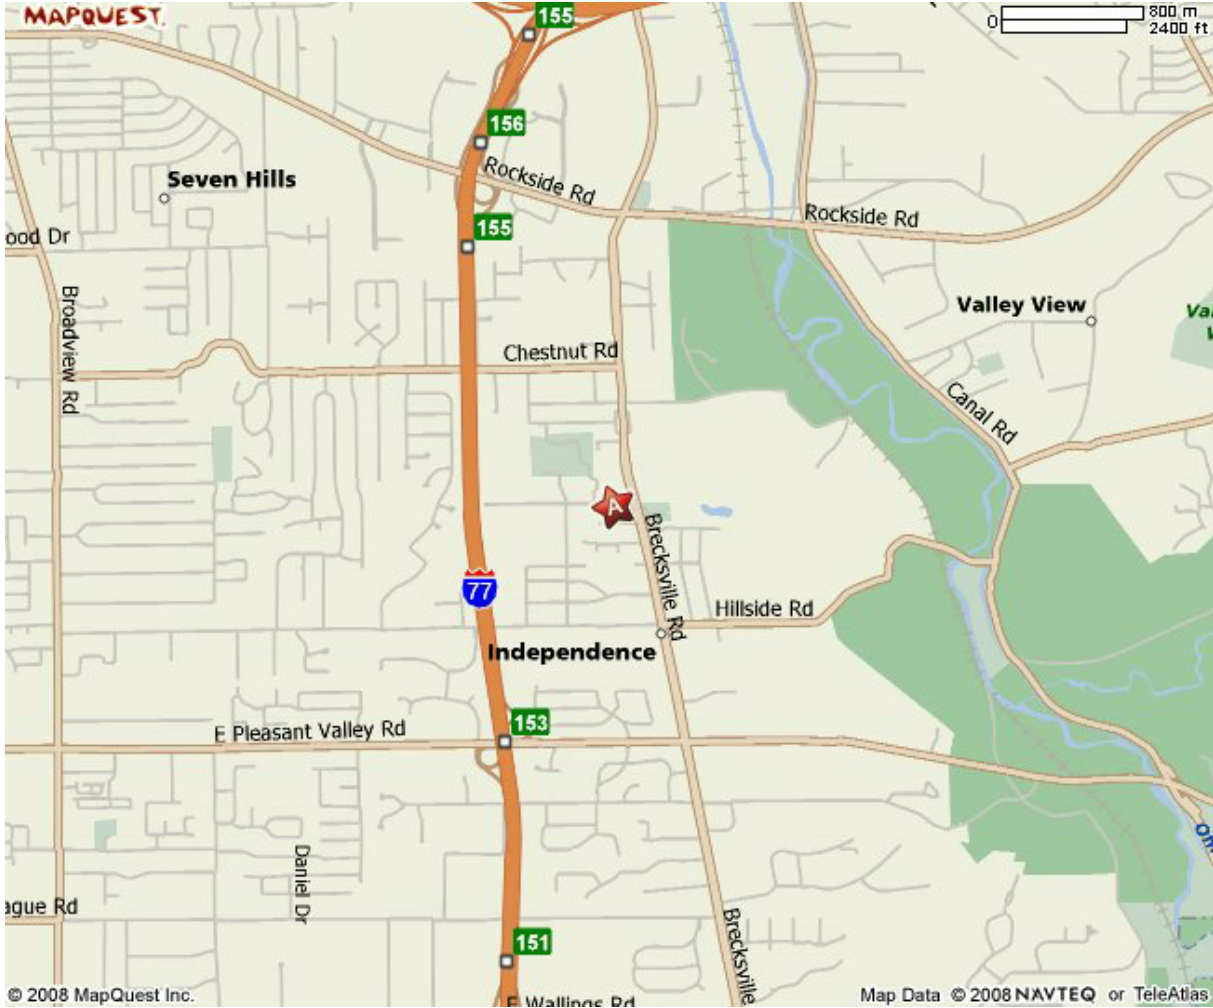 MAPQUEST.
155
0
800 m
2400 ft
156
Rockside Rd
Seven Hills
Rockside Rd
155
ood Dr
Broadview Rd
Valley View
Va
Chestnut Rd
Canal Rd
A
Brecksville Rd
77
Hillside Rd
Independence
153
E Pleasant Valley Rd
Daniel Dr
ague Rd
Brecksville
151
E Wallings Rd
© 2008 MapQuest Inc.
Map Data © 2008 NAVTEQ or TeleAtlas